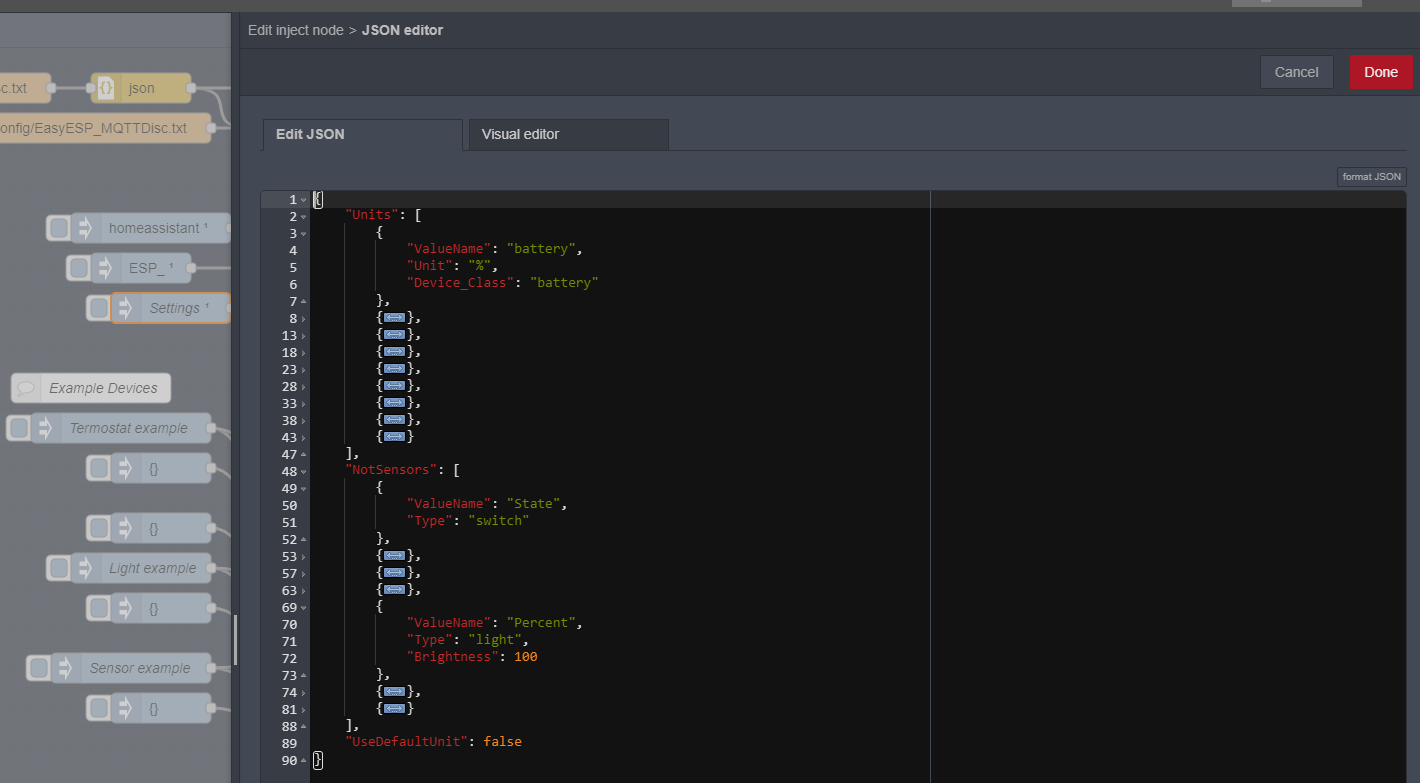 Edit inject node > JSON editor
Cancel
Done
Edit JSON
Visual editor
format JSON
sc.txt
json
onfig/EasyESP_MQTTDisc.txt
homeassistant ¹
ESP_ ¹
Settings ¹
Example Devices
Termostat example
{}
{}
Light example
{}
Sensor example
{}
1 {
2 "Units": [
3 {
4 "ValueName": "battery",
5 "Unit": "%",
6 "Device_Class": "battery"
7 },
8 { },
13 { },
18 { },
23 { },
28 { },
33 { },
38 { },
43 { }
47 ],
48 "NotSensors": [
49 {
50 "ValueName": "State",
51 "Type": "switch"
52 },
53 { },
57 { },
63 { },
69 {
70 "ValueName": "Percent",
71 "Type": "light",
72 "Brightness": 100
73 },
74 { },
81 { }
88 ],
89 "UseDefaultUnit": false
90 }